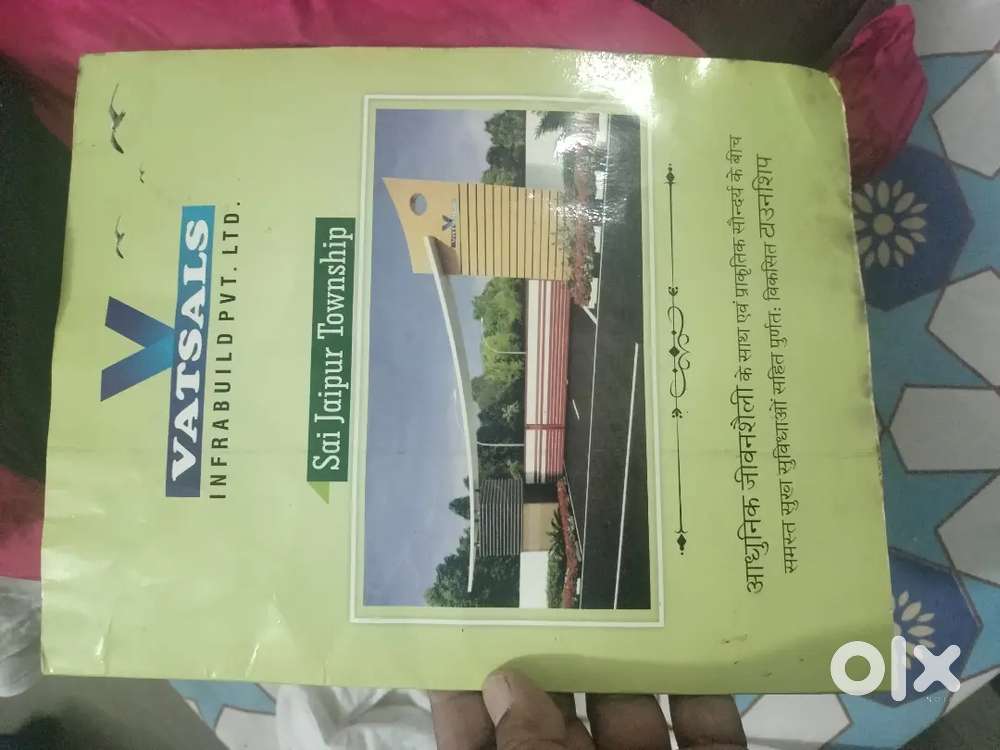 VATSALS
INFRABUILD PVT. LTD.
Sai Jaipur Township
आधुनिक जीवनशैली के साथ एवं प्राकृतिक सौन्दर्य के बीच
समस्त सुख सुविधाओं सहित पूर्णतः विकसित टाउनशिप
olx